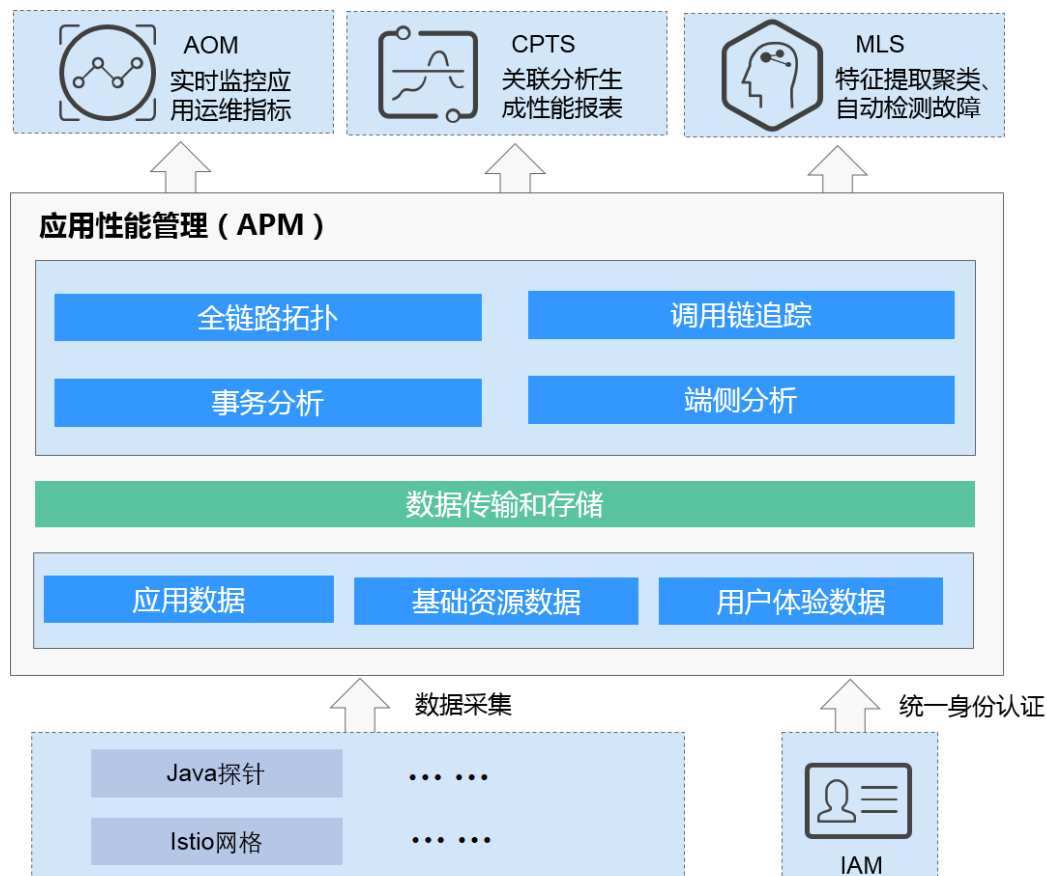 AOM
实时监控应
用运维指标
CPTS
关联分析生
成性能报表
MLS
特征提取聚类、
自动检测故障
应用性能管理（APM）
全链路拓扑
调用链追踪
事务分析
端侧分析
数据传输和存储
应用数据
基础资源数据
用户体验数据
数据采集
统一身份认证
Java探针
… …
Istio网格
… …
IAM